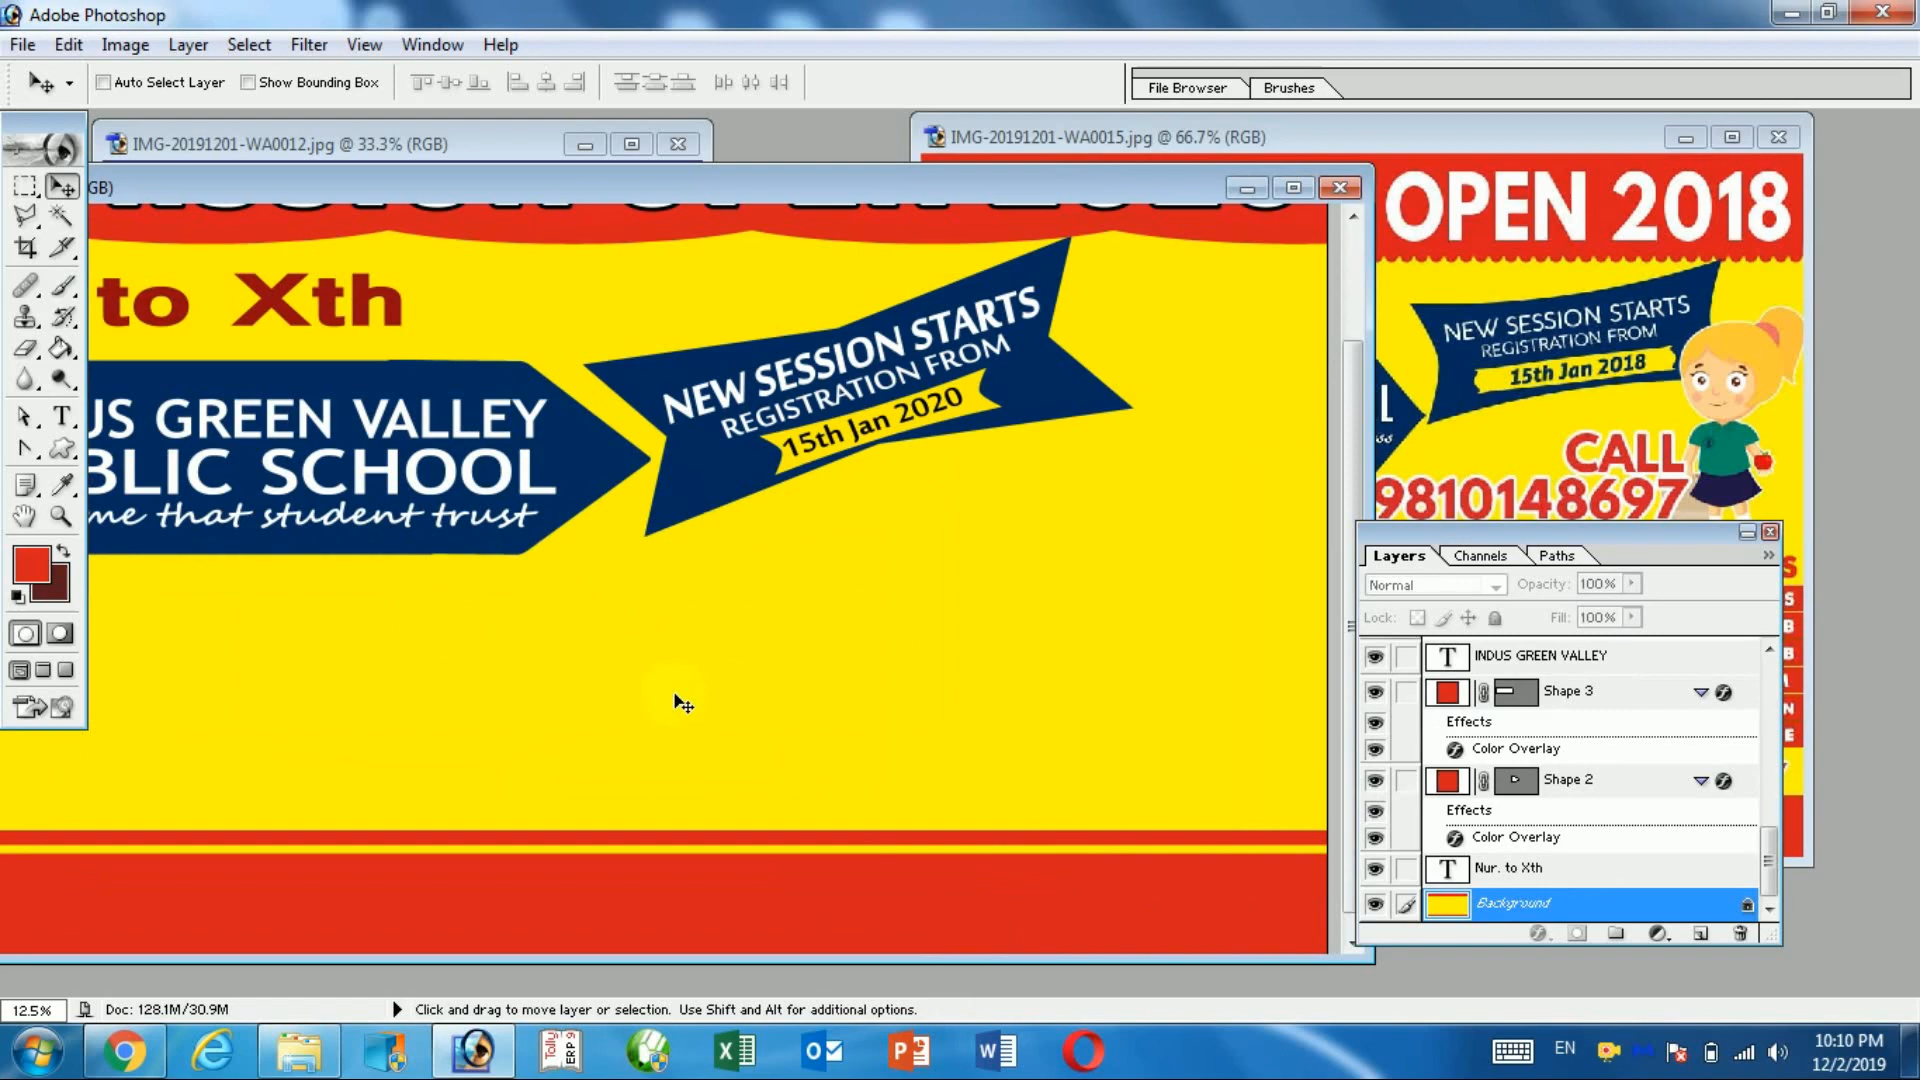 Adobe Photoshop
File Edit Image Layer Select Filter View Window Help
Auto Select Layer Show Bounding Box
File Browser Brushes
IMG-20191201-WA0012.jpg @ 33.3% (RGB)
IMG-20191201-WA0015.jpg @ 66.7% (RGB)
GB)
OPEN 2018
to Xth
NEW SESSION STARTS
REGISTRATION FROM
15th Jan 2020
US GREEN VALLEY
BLIC SCHOOL
me that student trust
NEW SESSION STARTS
REGISTRATION FROM
15th Jan 2018
CALL
9810148697
Layers Channels Paths
Normal Opacity: 100%
Lock: Fill: 100%
INDUS GREEN VALLEY
Shape 3
Effects
Color Overlay
Shape 2
Effects
Color Overlay
Nur. to Xth
Background
12.5% Doc: 128.1M/30.9M Click and drag to move layer or selection. Use Shift and Alt for additional options.
Tally ERP 9
EN
10:10 PM
12/2/2019